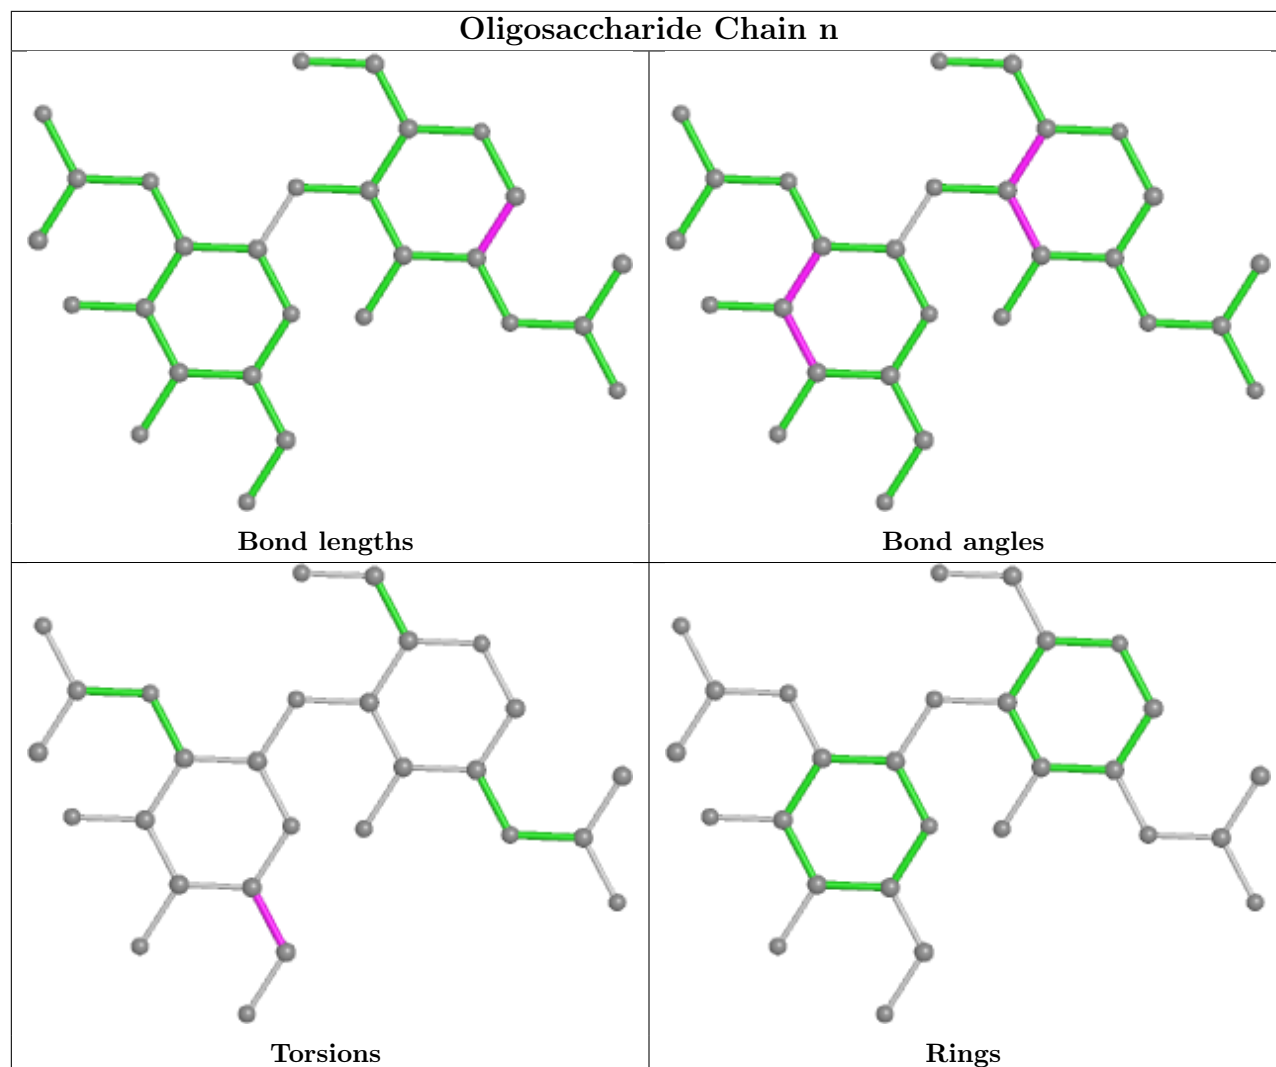 Oligosaccharide Chain n
Bond lengths
Bond angles
Torsions
Rings